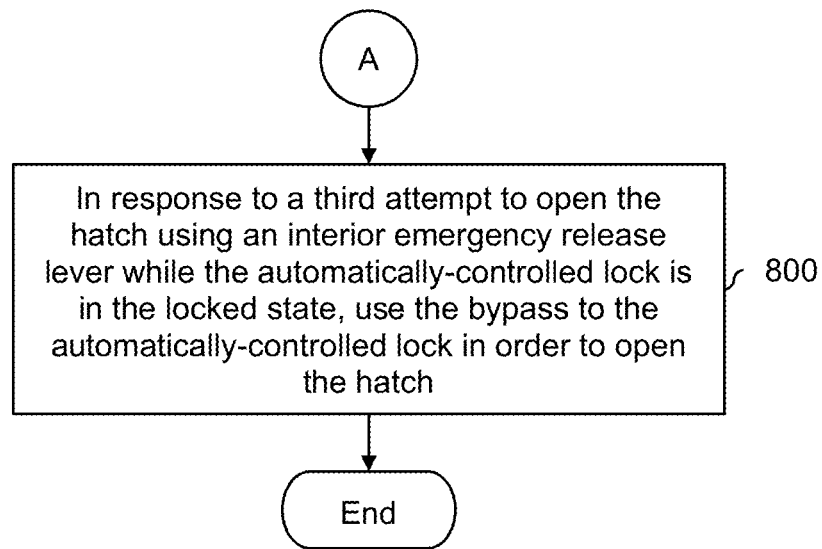 A
In response to a third attempt to open the
hatch using an interior emergency release
lever while the automatically-controlled lock is
in the locked state, use the bypass to the
automatically-controlled lock in order to open
the hatch
800
End